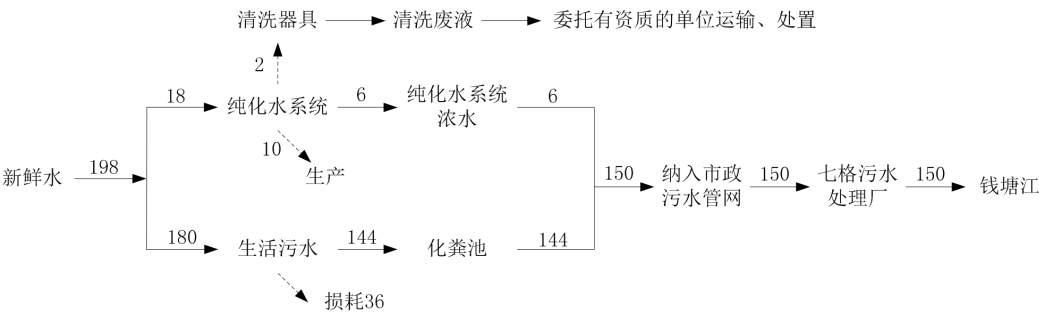 清洗器具
清洗废液
委托有资质的单位运输、处置
2
18
纯化水系统
6
纯化水系统
浓水
6
10
生产
新鲜水
198
150
纳入市政
污水管网
150
七格污水
处理厂
150
钱塘江
180
生活污水
144
化粪池
144
损耗36